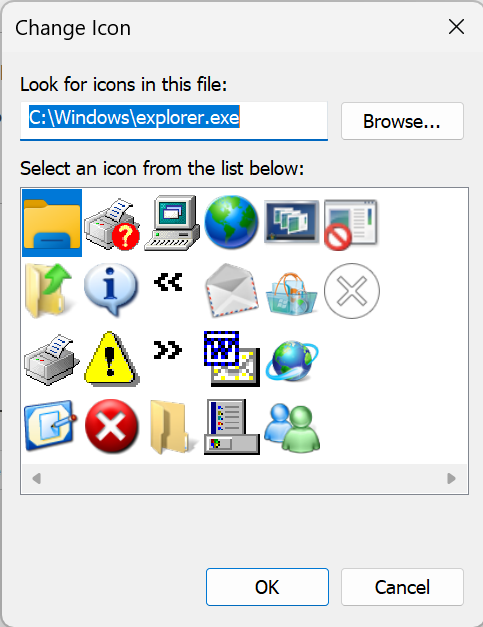 Change Icon
Look for icons in this file:
C:\Windows\explorer.exe
Browse...
Select an icon from the list below:
?
i
«
!
»
W
OK
Cancel